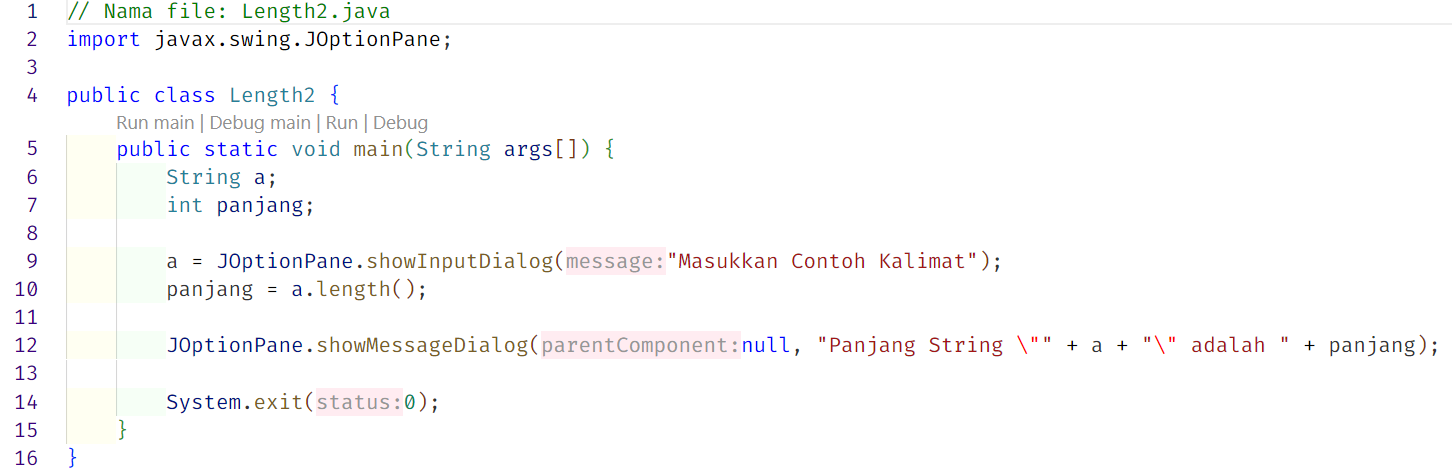 1 // Nama file: Length2.java
2 import javax.swing.JOptionPane;
3
4 public class Length2 {
Run main | Debug main | Run | Debug
5 public static void main(String args[]) {
6 String a;
7 int panjang;
8
9 a = JOptionPane.showInputDialog(message:"Masukkan Contoh Kalimat");
10 panjang = a.length();
11
12 JOptionPane.showMessageDialog(parentComponent:null, "Panjang String \"" + a + "\" adalah " + panjang);
13
14 System.exit(status:0);
15 }
16 }